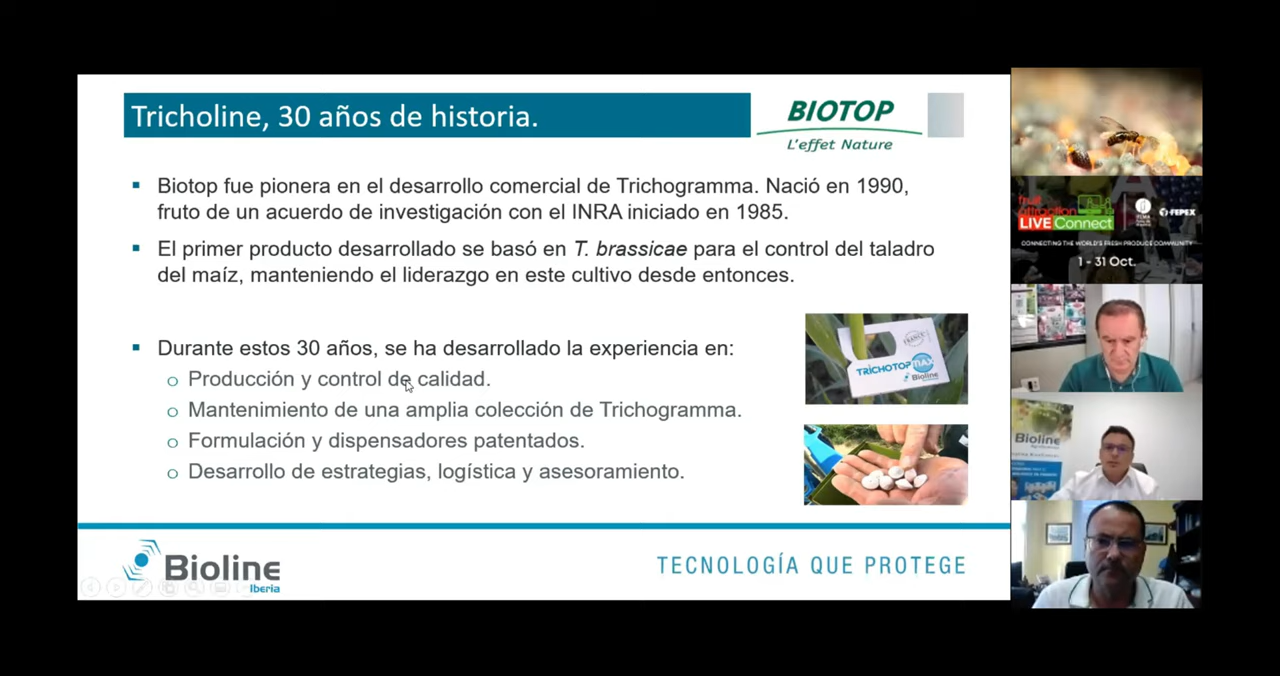 Tricholine, 30 años de historia.
BIOTOP
L'effet Nature
Biotop fue pionera en el desarrollo comercial de Trichogramma. Nació en 1990,
fruto de un acuerdo de investigación con el INRA iniciado en 1985.
El primer producto desarrollado se basó en T. brassicae para el control del taladro
del maíz, manteniendo el liderazgo en este cultivo desde entonces.
Durante estos 30 años, se ha desarrollado la experiencia en:
Producción y control de calidad.
Mantenimiento de una amplia colección de Trichogramma.
Formulación y dispensadores patentados.
Desarrollo de estrategias, logística y asesoramiento.
FRANCE
TRICHOTOP MAX
Bioline
Bioline
Iberia
TECNOLOGÍA QUE PROTEGE
fruit
attraction
LIVE Connect
FEPEX
CONNECTING THE WORLD'S FRESH PRODUCE COMMUNITY
1 - 31 Oct.
Bioline